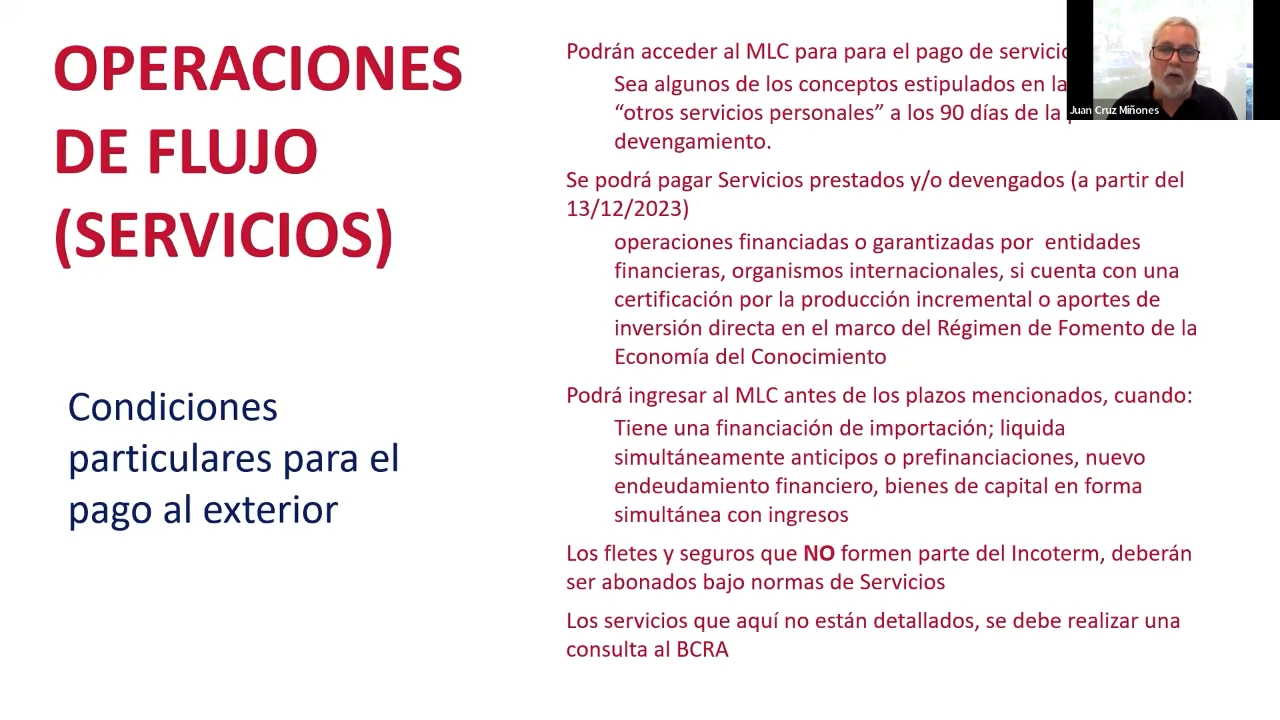 OPERACIONES
DE FLUJO
(SERVICIOS)
Condiciones
particulares para el
pago al exterior
Podrán acceder al MLC para para el pago de
Sea algunos de los conceptos estipulados en la
“otros servicios personales” a los 90 días de la
devengamiento.
Se podrá pagar Servicios prestados y/o devengados (a partir del
13/12/2023)
operaciones financiadas o garantizadas por entidades
financieras, organismos internacionales, si cuenta con una
certificación por la producción incremental o aportes de
inversión directa en el marco del Régimen de Fomento de la
Economía del Conocimiento
Podrá ingresar al MLC antes de los plazos mencionados, cuando:
Tiene una financiación de importación; liquida
simultáneamente anticipos o prefinanciaciones, nuevo
endeudamiento financiero, bienes de capital en forma
simultánea con ingresos
Los fletes y seguros que NO formen parte del Incoterm, deberán
ser abonados bajo normas de Servicios
Los servicios que aquí no están detallados, se debe realizar una
consulta al BCRA
Juan Cruz Miñones